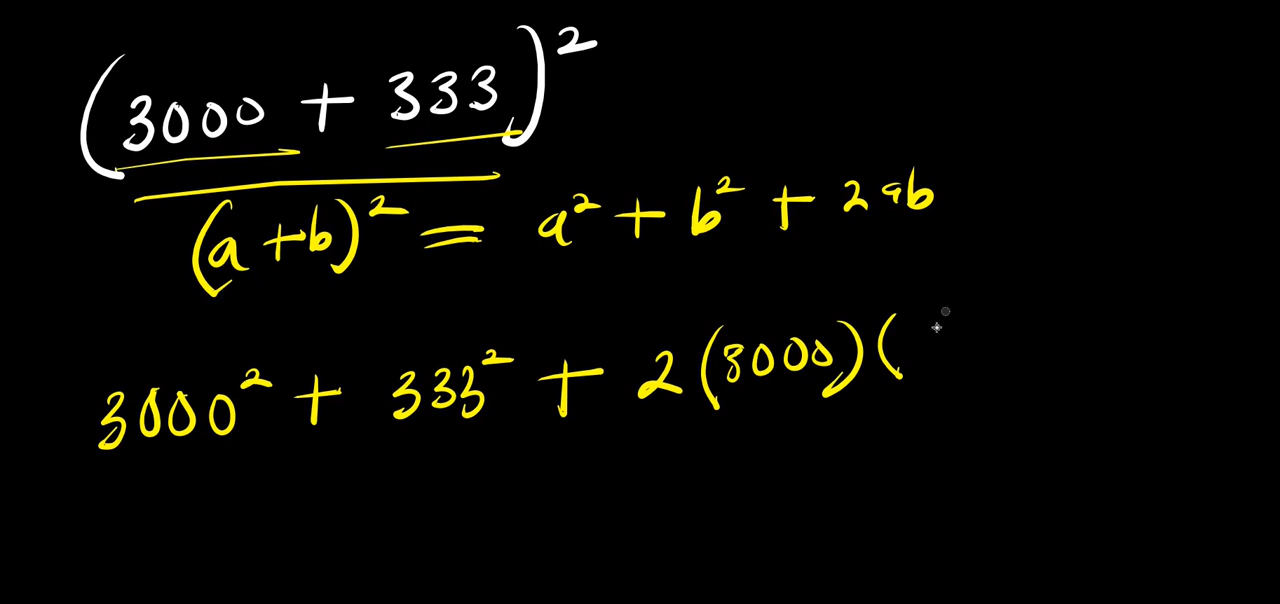 (3000 + 333)²
(a+b)² = a² + b² + 2ab
3000² + 333² + 2(3000)(